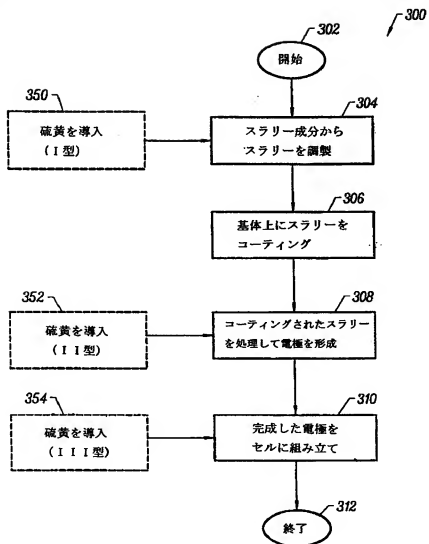 300
302
開始
350
硫黄を導入
(I型)
304
スラリー成分から
スラリーを調製
306
基体上にスラリーを
コーティング
352
硫黄を導入
(II型)
308
コーティングされたスラリー
を処理して電極を形成
354
硫黄を導入
(III型)
310
完成した電極を
セルに組み立て
312
終了